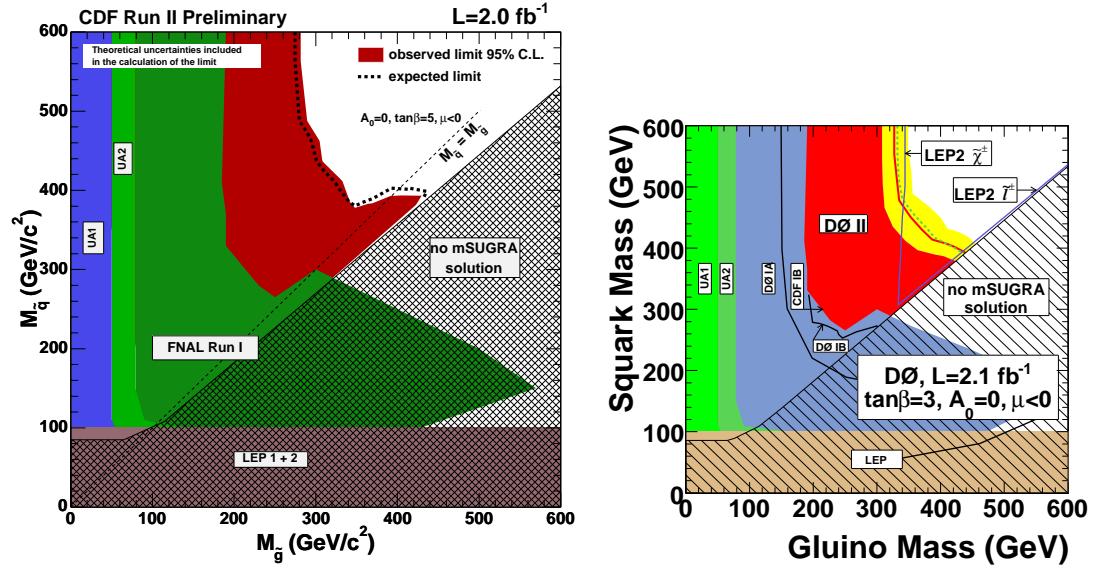 CDF Run II Preliminary
L=2.0 fb⁻¹
Theoretical uncertainties included
in the calculation of the limit
observed limit 95% C.L.
expected limit
A₀=0, tanβ=5, μ<0
M_q̃ = M_g̃
UA1
UA2
FNAL Run I
no mSUGRA
solution
LEP 1 + 2
600
500
400
300
200
100
0
0
100
200
300
400
500
600
M_q̃ (GeV/c²)
M_g̃ (GeV/c²)
LEP2 χ̃±
LEP2 l̃±
DØ II
UA1
UA2
DØ IA
CDF IB
DØ IB
no mSUGRA
solution
DØ, L=2.1 fb⁻¹
tanβ=3, A₀=0, μ<0
LEP
600
500
400
300
200
100
0
0
100
200
300
400
500
600
Squark Mass (GeV)
Gluino Mass (GeV)